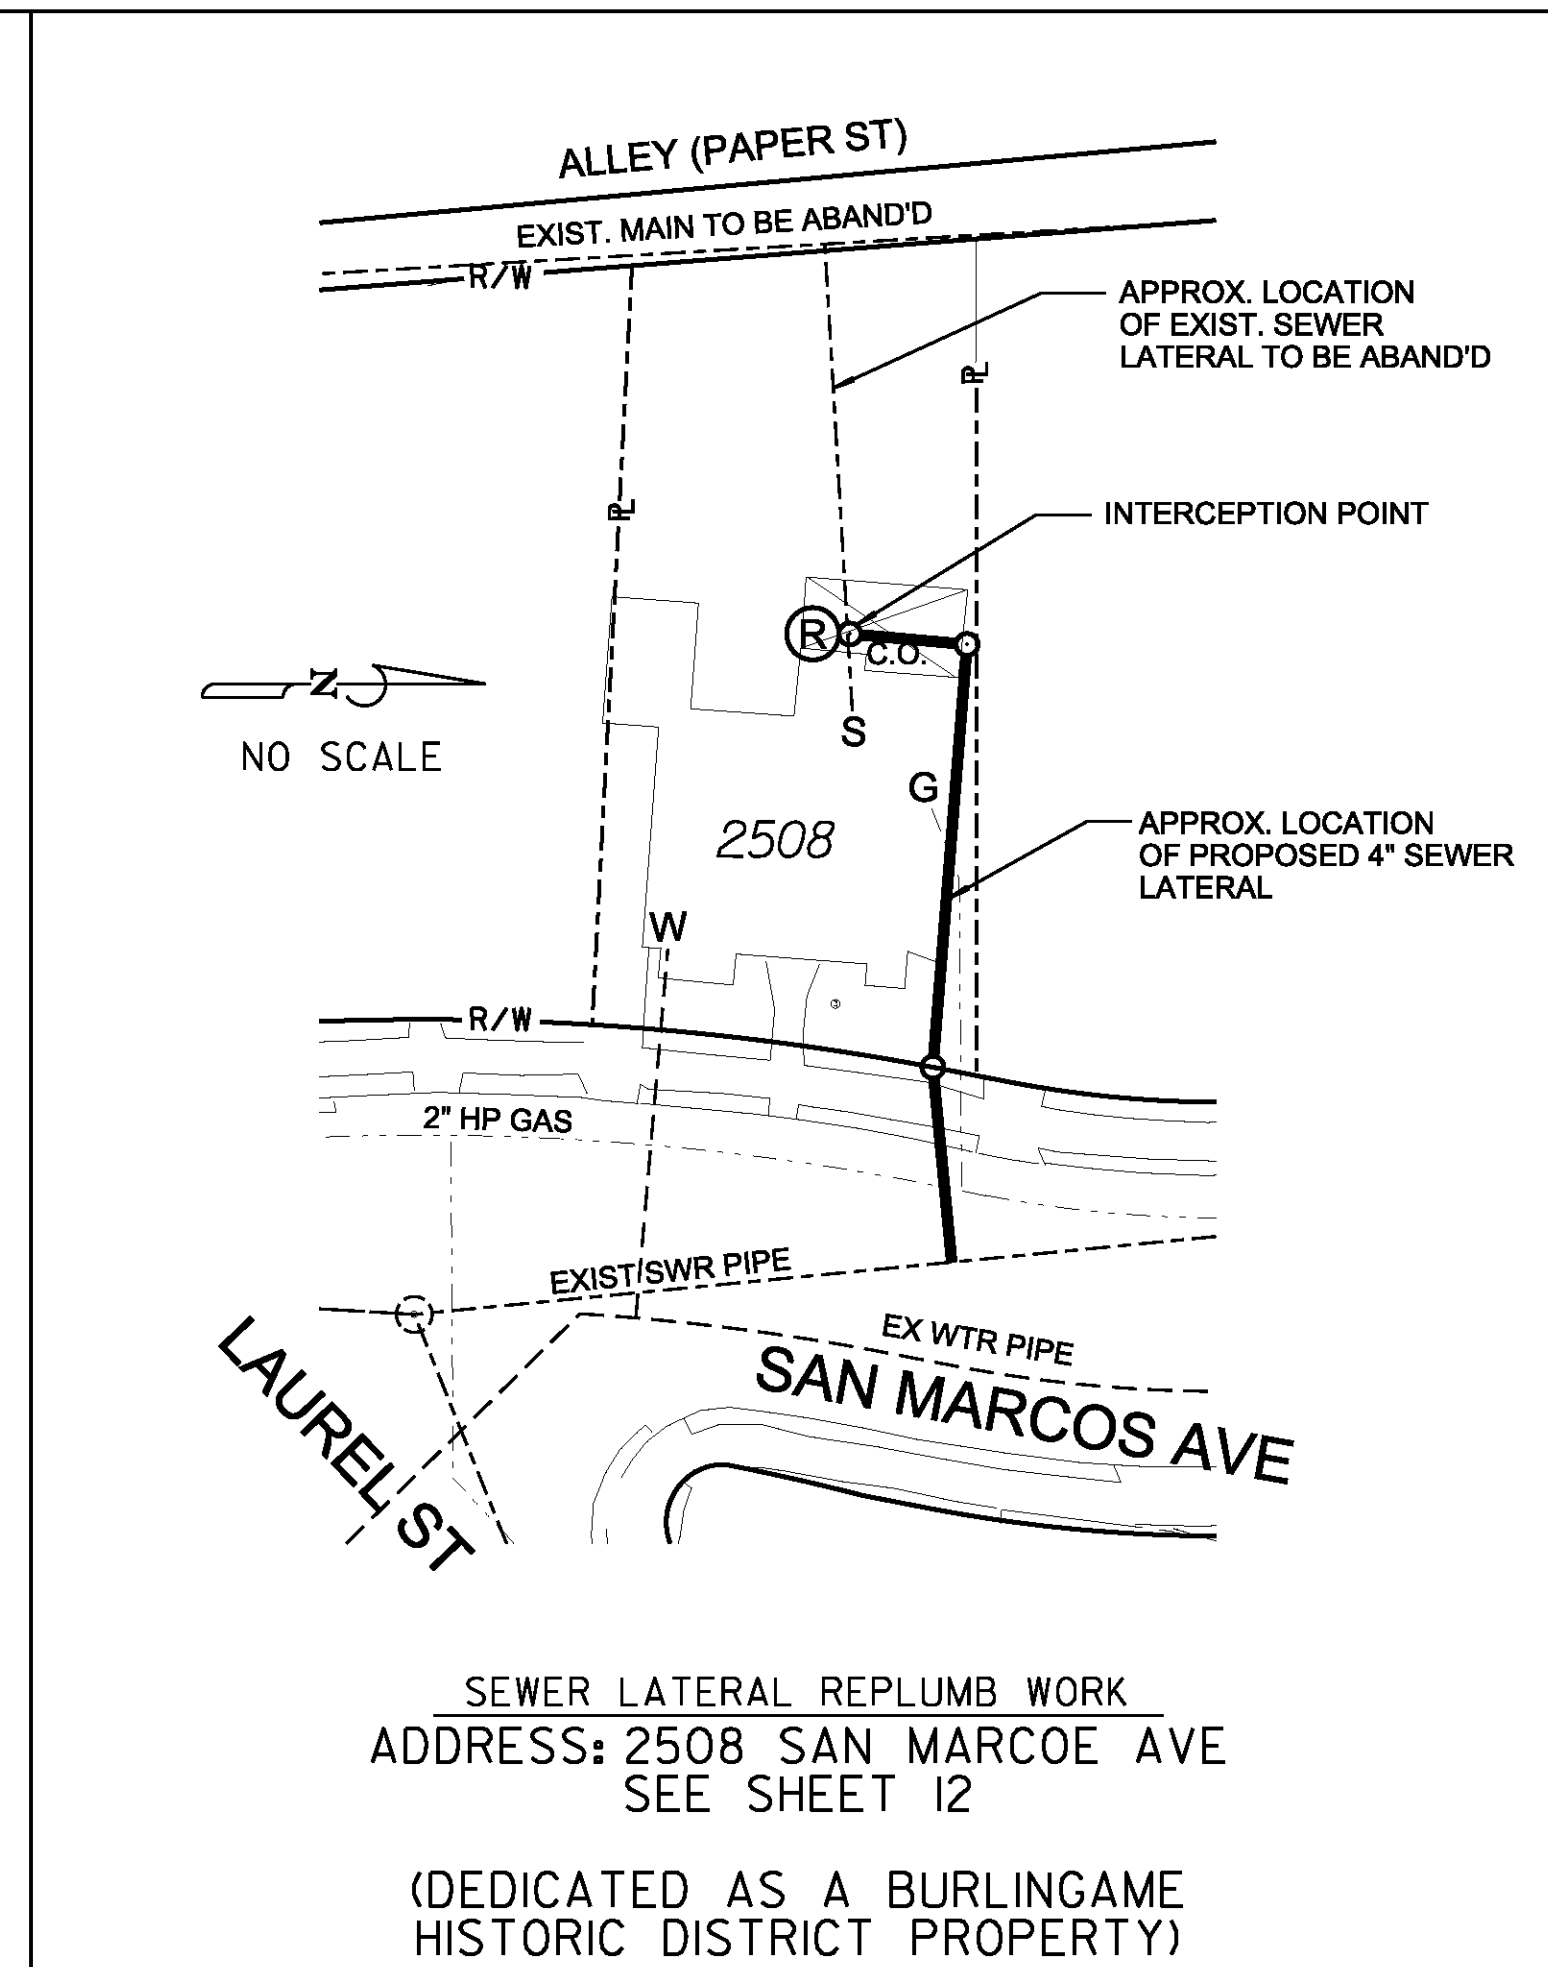 ALLEY (PAPER ST)
EXIST. MAIN TO BE ABAND'D
R/W
APPROX. LOCATION
OF EXIST. SEWER
LATERAL TO BE ABAND'D
PL
PL
INTERCEPTION POINT
R
C.O.
N
NO SCALE
S
G
2508
APPROX. LOCATION
OF PROPOSED 4" SEWER
LATERAL
W
R/W
2" HP GAS
EXIST SWR PIPE
EX WTR PIPE
SAN MARCOS AVE
LAUREL ST
SEWER LATERAL REPLUMB WORK
ADDRESS: 2508 SAN MARCOE AVE
SEE SHEET 12
(DEDICATED AS A BURLINGAME
HISTORIC DISTRICT PROPERTY)